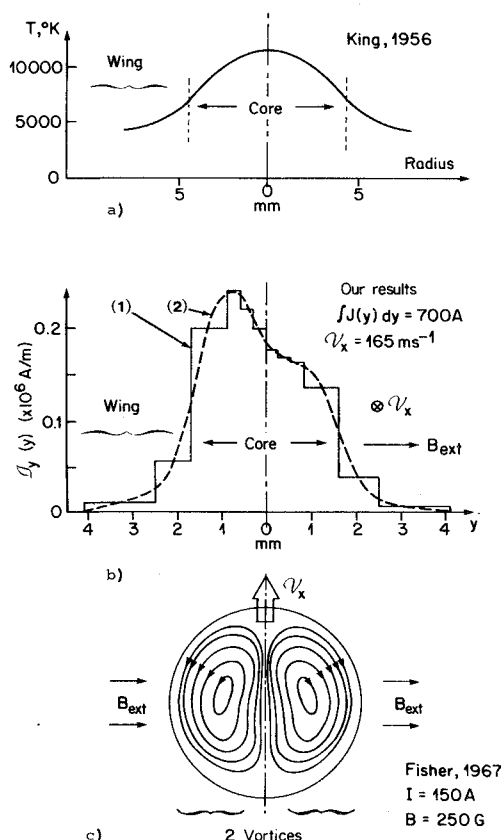 T,°K
King, 1956
10000
Wing
5000
Core
0
Radius
5 0 5
mm
a)
Our results
∫J(y) dy = 700A
𝒱x = 165 ms⁻¹
(1) (2)
0.2
⊗ 𝒱x
0.1
Wing
Core
Bext
𝒥y (y) (x10⁶ A/m)
0
4 3 2 1 0 1 2 3 4 y
mm
b)
𝒱x
Bext
Bext
Fisher, 1967
I = 150A
B = 250G
c)
2 Vortices